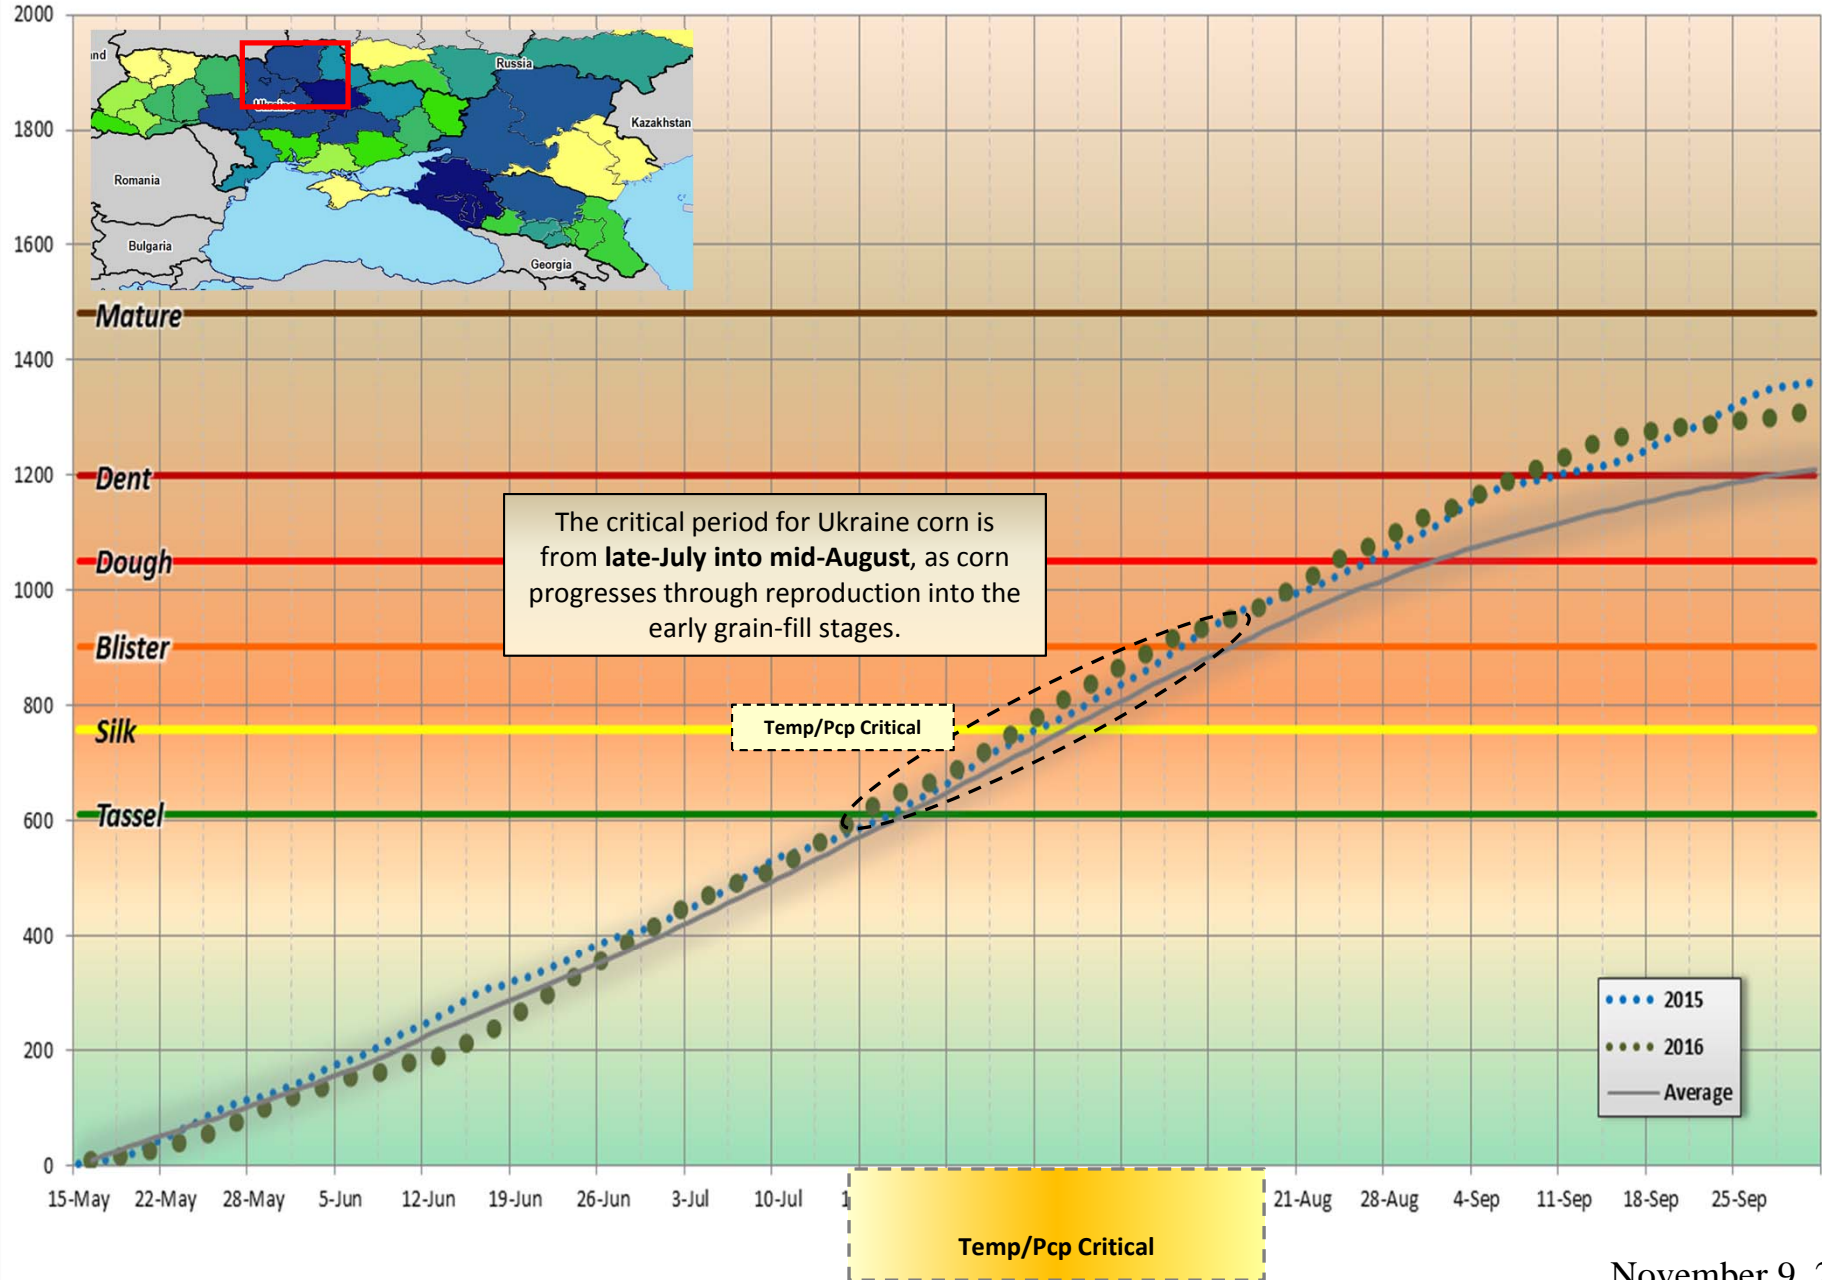 2000
1800
1600
1400
1200
1000
800
600
400
200
0
Russia
Kazakhstan
Romania
Bulgaria
Georgia
Mature
Dent
Dough
Blister
Silk
Tassel
The critical period for Ukraine corn is
from late-July into mid-August, as corn
progresses through reproduction into the
early grain-fill stages.
Temp/Pcp Critical
2015
2016
Average
15-May 22-May 28-May 5-Jun 12-Jun 19-Jun 26-Jun 3-Jul 10-Jul 21-Aug 28-Aug 4-Sep 11-Sep 18-Sep 25-Sep
Temp/Pcp Critical
November 9,